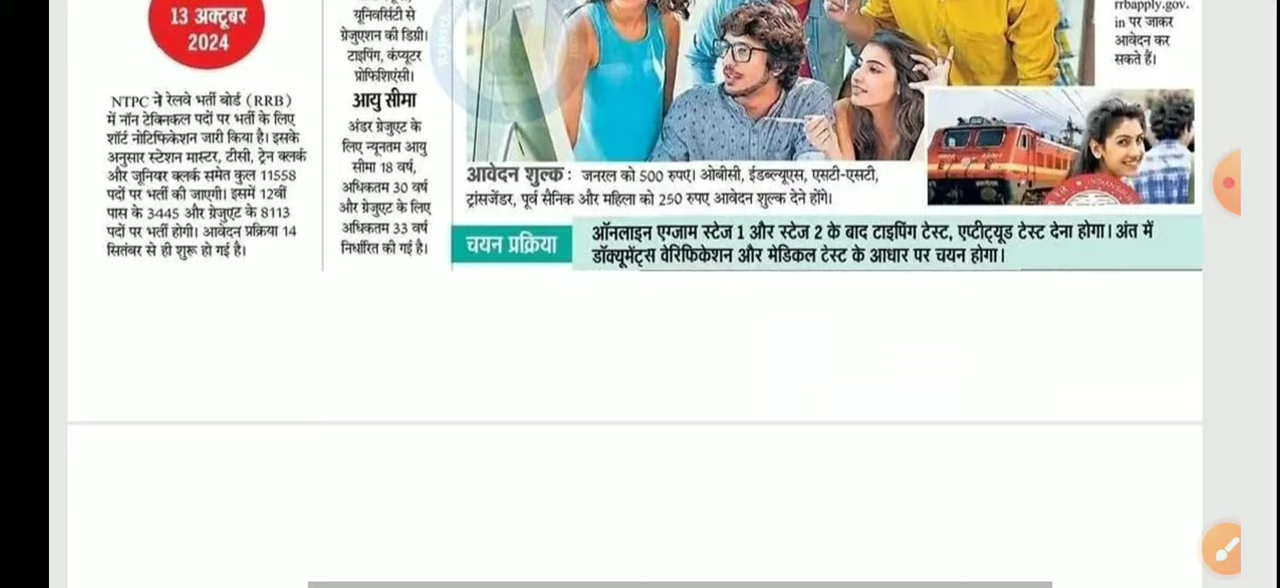 13 अक्टूबर
2024
NTPC ने रेलवे भर्ती बोर्ड (RRB)
में नॉन टेक्निकल पदों पर भर्ती के लिए
शॉर्ट नोटिफिकेशन जारी किया है। इसके
अनुसार स्टेशन मास्टर, टीसी, ट्रेन क्लर्क
और जूनियर क्लर्क समेत कुल 11558
पदों पर भर्ती की जाएगी। इसमें 12वीं
पास के 3445 और ग्रेजुएट के 8113
पदों पर भर्ती होगी। आवेदन प्रक्रिया 14
सितंबर से ही शुरू हो गई है।
यूनिवर्सिटी से
ग्रेजुएशन की डिग्री।
टाइपिंग, कंप्यूटर
प्रोफिशिएंसी।
आयु सीमा
अंडर ग्रेजुएट के
लिए न्यूनतम आयु
सीमा 18 वर्ष,
अधिकतम 30 वर्ष
और ग्रेजुएट के लिए
अधिकतम 33 वर्ष
निर्धारित की गई है।
rrbapply.gov.
in पर जाकर
आवेदन कर
सकते हैं।
आवेदन शुल्क : जनरल को 500 रुपए। ओबीसी, ईडब्ल्यूएस, एसटी-एसटी,
ट्रांसजेंडर, पूर्व सैनिक और महिला को 250 रुपए आवेदन शुल्क देने होंगे।
चयन प्रक्रिया
ऑनलाइन एग्जाम स्टेज 1 और स्टेज 2 के बाद टाइपिंग टेस्ट, एप्टीट्यूड टेस्ट देना होगा। अंत में
डॉक्यूमेंट्स वेरिफिकेशन और मेडिकल टेस्ट के आधार पर चयन होगा।